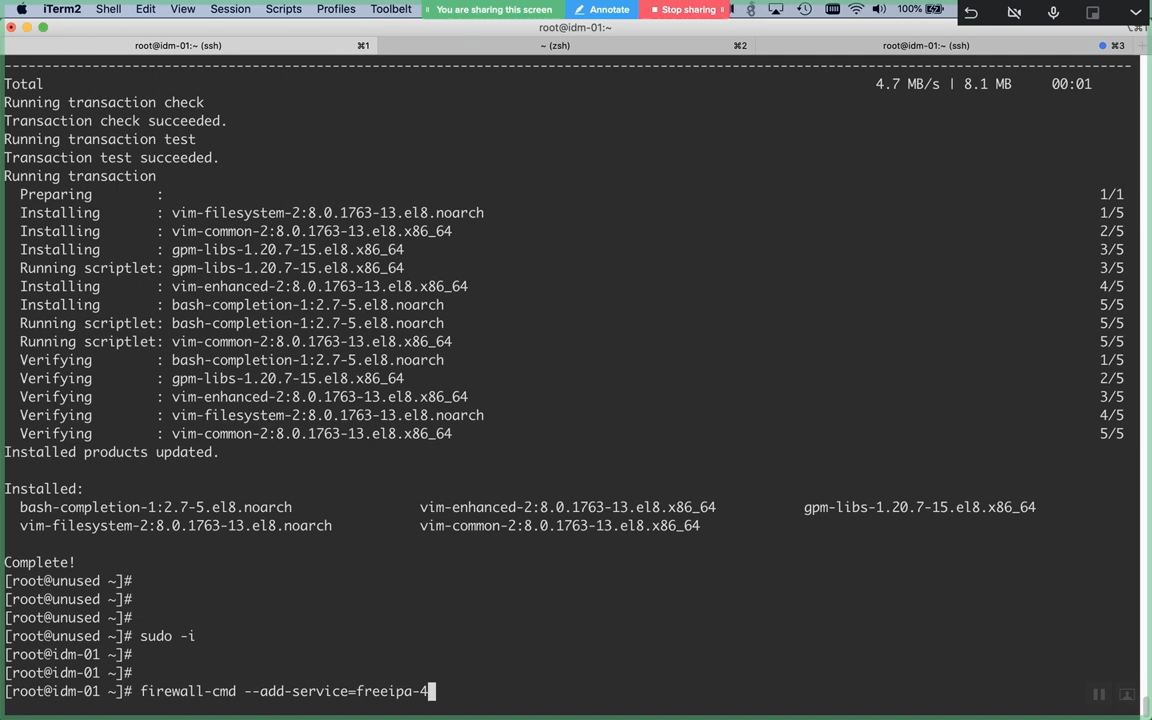 iTerm2 Shell Edit View Session Scripts Profiles Toolbelt You are sharing this screen Annotate Stop sharing 100%
root@idm-01:~
root@idm-01:~ (ssh) ⌘1 ~ (zsh) ⌘2 root@idm-01:~ (ssh) ⌘3
--------------------------------------------------------------------------------------------------------------------------------------------
Total 4.7 MB/s | 8.1 MB 00:01
Running transaction check
Transaction check succeeded.
Running transaction test
Transaction test succeeded.
Running transaction
Preparing : 1/1
Installing : vim-filesystem-2:8.0.1763-13.el8.noarch 1/5
Installing : vim-common-2:8.0.1763-13.el8.x86_64 2/5
Installing : gpm-libs-1.20.7-15.el8.x86_64 3/5
Running scriptlet: gpm-libs-1.20.7-15.el8.x86_64 3/5
Installing : vim-enhanced-2:8.0.1763-13.el8.x86_64 4/5
Installing : bash-completion-1:2.7-5.el8.noarch 5/5
Running scriptlet: bash-completion-1:2.7-5.el8.noarch 5/5
Running scriptlet: vim-common-2:8.0.1763-13.el8.x86_64 5/5
Verifying : bash-completion-1:2.7-5.el8.noarch 1/5
Verifying : gpm-libs-1.20.7-15.el8.x86_64 2/5
Verifying : vim-enhanced-2:8.0.1763-13.el8.x86_64 3/5
Verifying : vim-filesystem-2:8.0.1763-13.el8.noarch 4/5
Verifying : vim-common-2:8.0.1763-13.el8.x86_64 5/5
Installed products updated.
Installed:
bash-completion-1:2.7-5.el8.noarch vim-enhanced-2:8.0.1763-13.el8.x86_64 gpm-libs-1.20.7-15.el8.x86_64
vim-filesystem-2:8.0.1763-13.el8.noarch vim-common-2:8.0.1763-13.el8.x86_64
Complete!
[root@unused ~]#
[root@unused ~]#
[root@unused ~]#
[root@unused ~]# sudo -i
[root@idm-01 ~]#
[root@idm-01 ~]#
[root@idm-01 ~]# firewall-cmd --add-service=freeipa-4